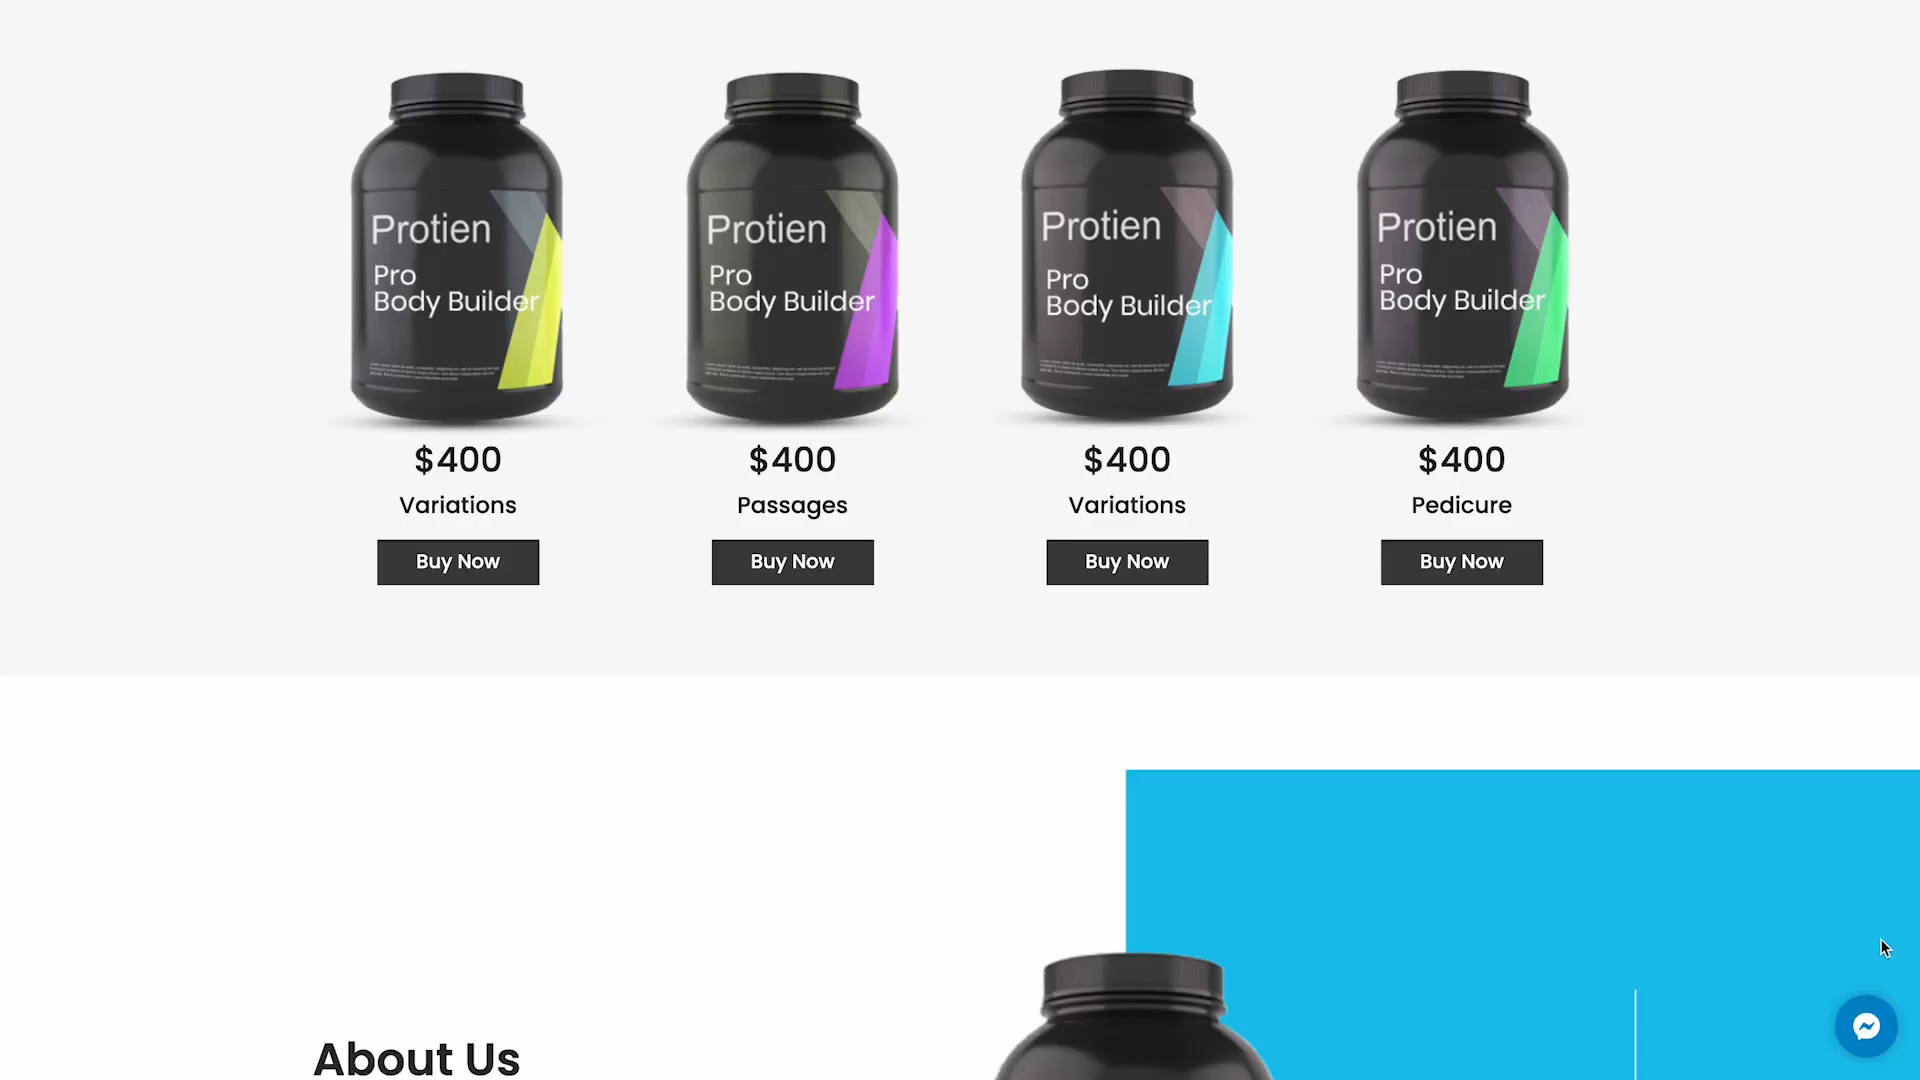 Protien
Pro
Body Builder
Protien
Pro
Body Builder
Protien
Pro
Body Builder
Protien
Pro
Body Builder
$400
$400
$400
$400
Variations
Passages
Variations
Pedicure
Buy Now
Buy Now
Buy Now
Buy Now
About Us